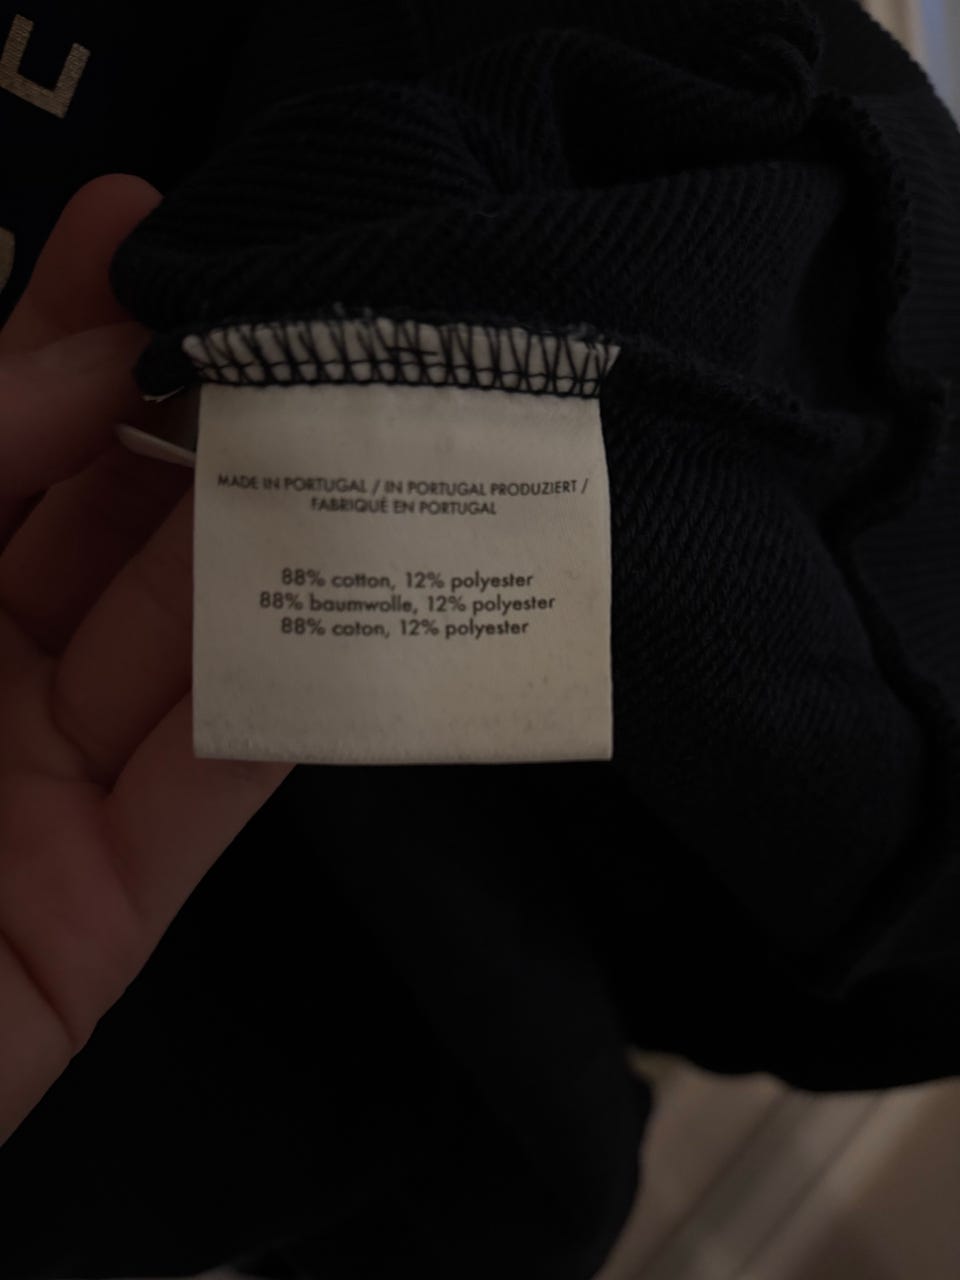 E
MADE IN PORTUGAL / IN PORTUGAL PRODUZIERT /
FABRIQUÉ EN PORTUGAL
88% cotton, 12% polyester
88% baumwolle, 12% polyester
88% coton, 12% polyester